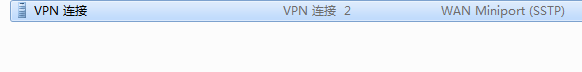 VPN 连接 VPN 连接 2 WAN Miniport (SSTP)